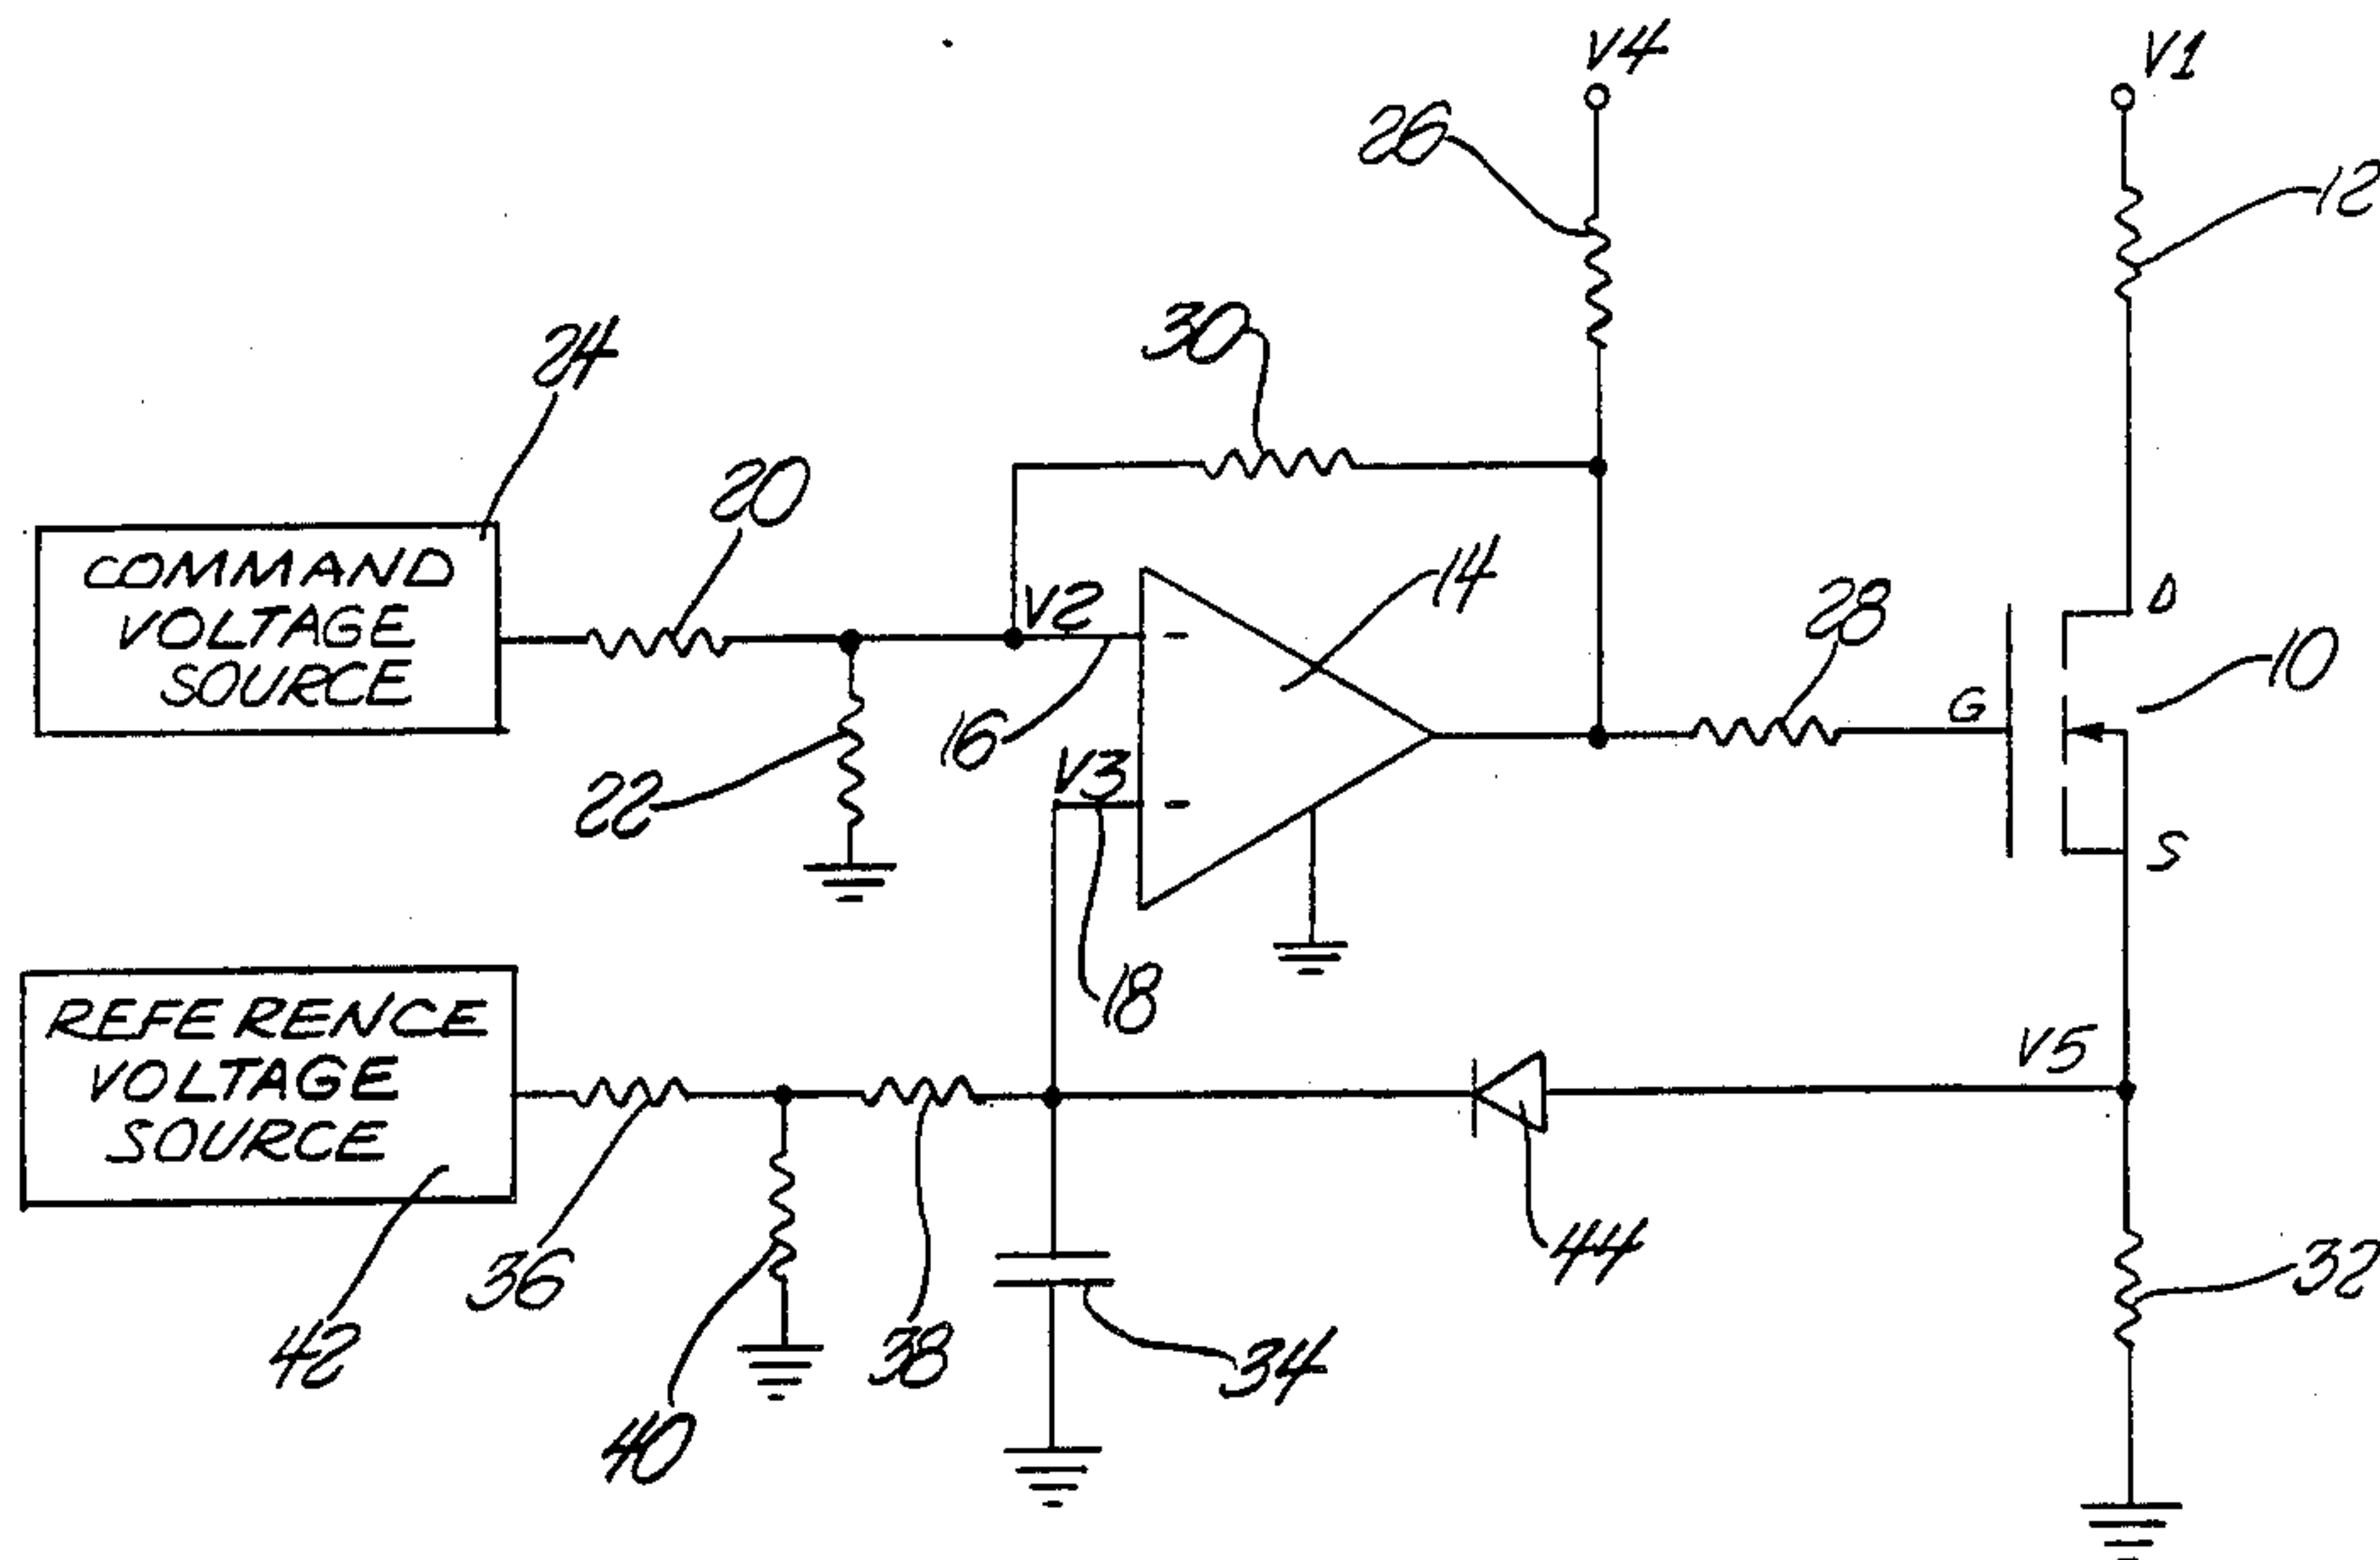 V4
V1
26
12
30
24
20
COMMAND
VOLTAGE
SOURCE
V2
-
14
28
D
10
G
16
22
V3
-
S
18
REFERENCE
VOLTAGE
SOURCE
V5
36
44
32
42
38
34
40